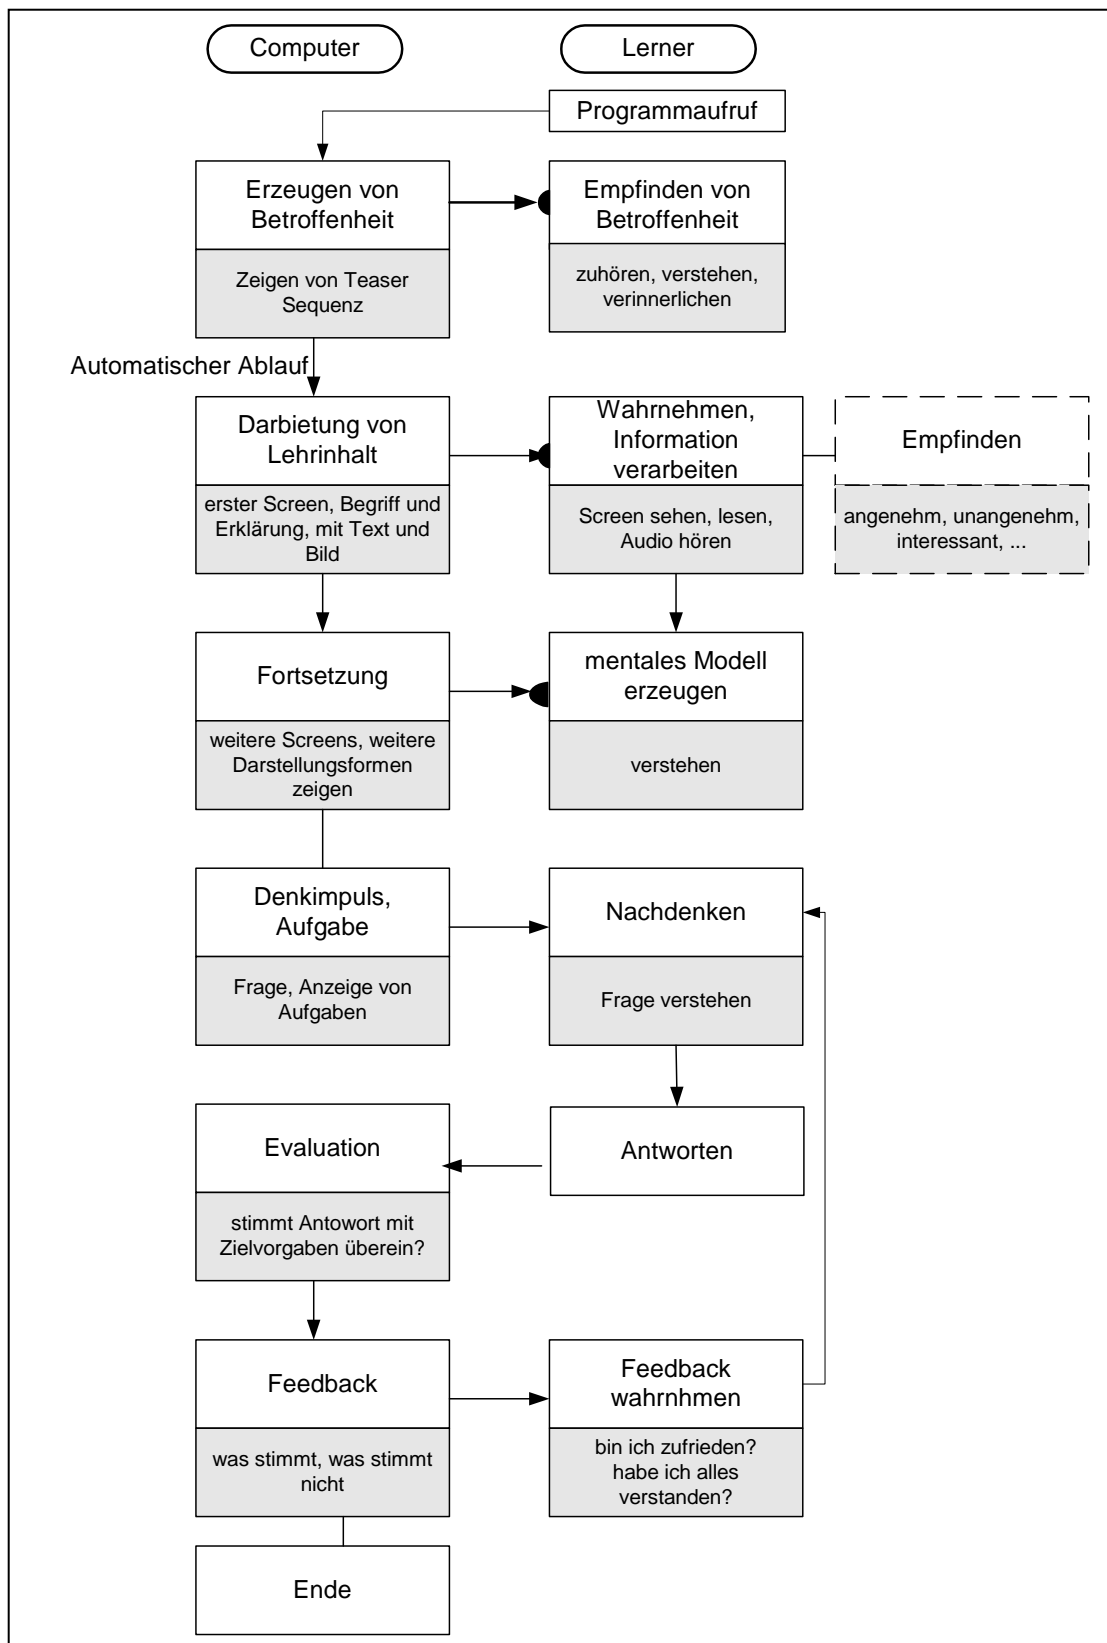 Computer
Lerner
Programmaufruf
Erzeugen von
Betroffenheit
Zeigen von Teaser
Sequenz
Empfinden von
Betroffenheit
zuhören, verstehen,
verinnerlichen
Automatischer Ablauf
Darbietung von
Lehrinhalt
erster Screen, Begriff und
Erklärung, mit Text und
Bild
Wahrnehmen,
Information
verarbeiten
Screen sehen, lesen,
Audio hören
Empfinden
angenehm, unangenehm,
interessant, ...
Fortsetzung
weitere Screens, weitere
Darstellungsformen
zeigen
mentales Modell
erzeugen
verstehen
Denkimpuls,
Aufgabe
Frage, Anzeige von
Aufgaben
Nachdenken
Frage verstehen
Evaluation
stimmt Antowort mit
Zielvorgaben überein?
Antworten
Feedback
was stimmt, was stimmt
nicht
Feedback
wahrnhmen
bin ich zufrieden?
habe ich alles
verstanden?
Ende